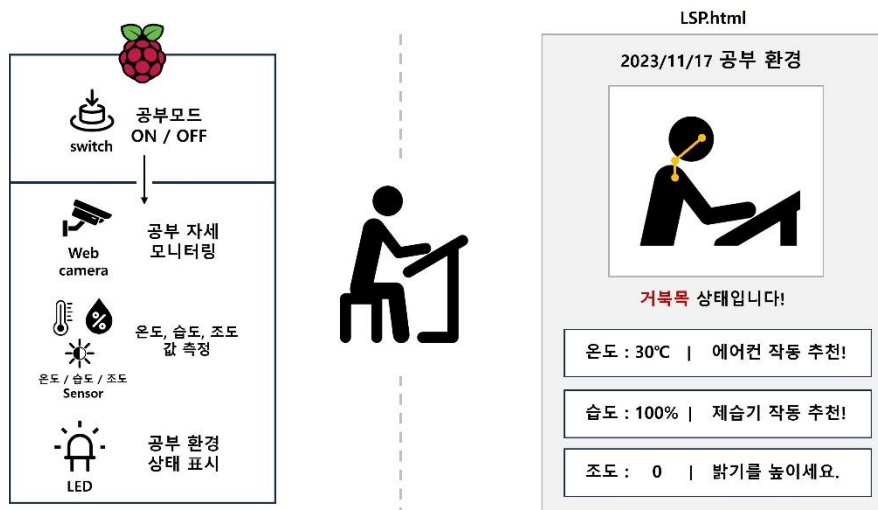 switch
공부모드
ON / OFF
Web
camera
공부 자세
모니터링
%
온도 / 습도 / 조도
Sensor
온도, 습도, 조도
값 측정
LED
공부 환경
상태 표시
LSP.html
2023/11/17 공부 환경
거북목 상태입니다!
온도 : 30℃ | 에어컨 작동 추천!
습도 : 100% | 제습기 작동 추천!
조도 : 0 | 밝기를 높이세요.